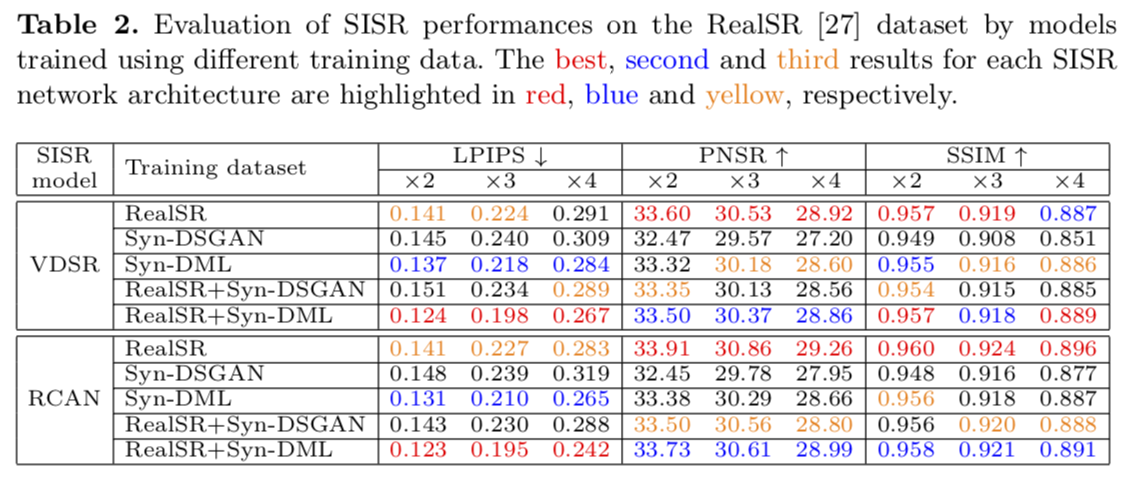 Table 2. Evaluation of SISR performances on the RealSR [27] dataset by models
trained using different training data. The best, second and third results for each SISR
network architecture are highlighted in red, blue and yellow, respectively.
SISR model Training dataset LPIPS ↓ PNSR ↑ SSIM ↑
×2 ×3 ×4 ×2 ×3 ×4 ×2 ×3 ×4
VDSR
RealSR 0.141 0.224 0.291 33.60 30.53 28.92 0.957 0.919 0.887
Syn-DSGAN 0.145 0.240 0.309 32.47 29.57 27.20 0.949 0.908 0.851
Syn-DML 0.137 0.218 0.284 33.32 30.18 28.60 0.955 0.916 0.886
RealSR+Syn-DSGAN 0.151 0.234 0.289 33.35 30.13 28.56 0.954 0.915 0.885
RealSR+Syn-DML 0.124 0.198 0.267 33.50 30.37 28.86 0.957 0.918 0.889
RCAN
RealSR 0.141 0.227 0.283 33.91 30.86 29.26 0.960 0.924 0.896
Syn-DSGAN 0.148 0.239 0.319 32.45 29.78 27.95 0.948 0.916 0.877
Syn-DML 0.131 0.210 0.265 33.38 30.29 28.66 0.956 0.918 0.887
RealSR+Syn-DSGAN 0.143 0.230 0.288 33.50 30.56 28.80 0.956 0.920 0.888
RealSR+Syn-DML 0.123 0.195 0.242 33.73 30.61 28.99 0.958 0.921 0.891